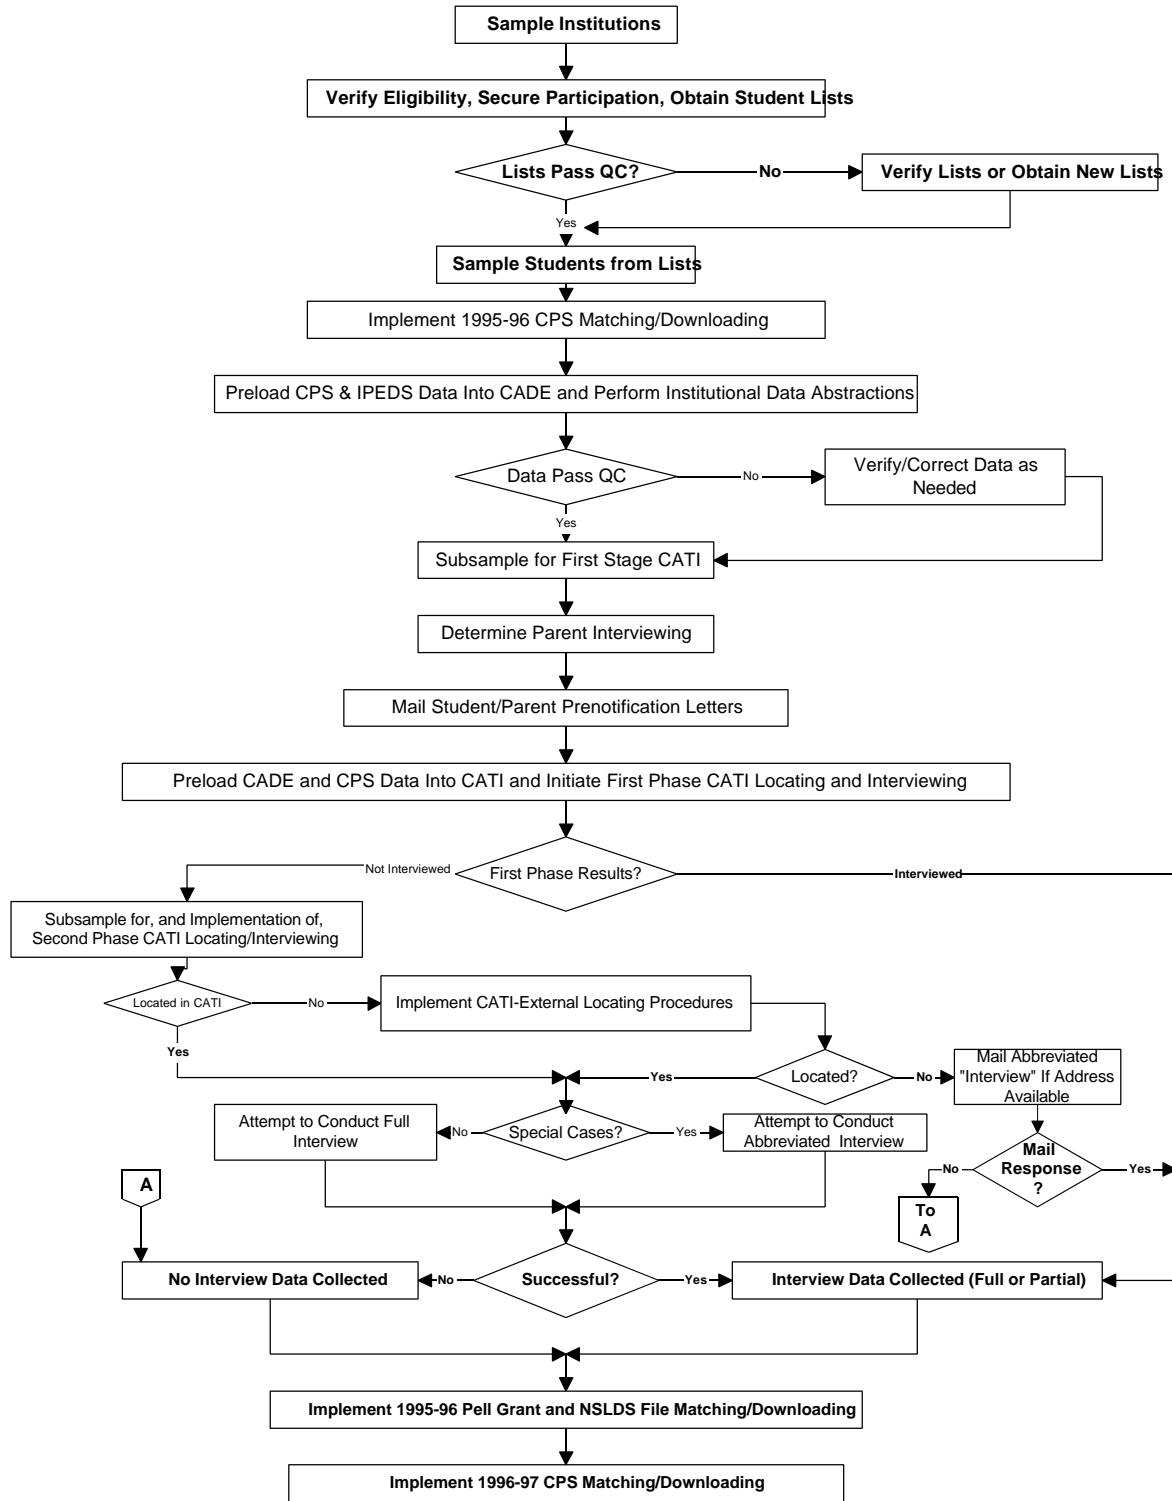 Sample Institutions
Verify Eligibility, Secure Participation, Obtain Student Lists
Lists Pass QC?
No
Verify Lists or Obtain New Lists
Yes
Sample Students from Lists
Implement 1995-96 CPS Matching/Downloading
Preload CPS & IPEDS Data Into CADE and Perform Institutional Data Abstractions
Data Pass QC
No
Verify/Correct Data as
Needed
Yes
Subsample for First Stage CATI
Determine Parent Interviewing
Mail Student/Parent Prenotification Letters
Preload CADE and CPS Data Into CATI and Initiate First Phase CATI Locating and Interviewing
Not Interviewed
First Phase Results?
Interviewed
Subsample for, and Implementation of,
Second Phase CATI Locating/Interviewing
Located in CATI
No
Implement CATI-External Locating Procedures
Yes
Yes
Located?
No
Mail Abbreviated
"Interview" If Address
Available
Attempt to Conduct Full
Interview
No
Special Cases?
Yes
Attempt to Conduct
Abbreviated Interview
No
Mail
Response
?
Yes
A
To
A
No Interview Data Collected
No
Successful?
Yes
Interview Data Collected (Full or Partial)
Implement 1995-96 Pell Grant and NSLDS File Matching/Downloading
Implement 1996-97 CPS Matching/Downloading